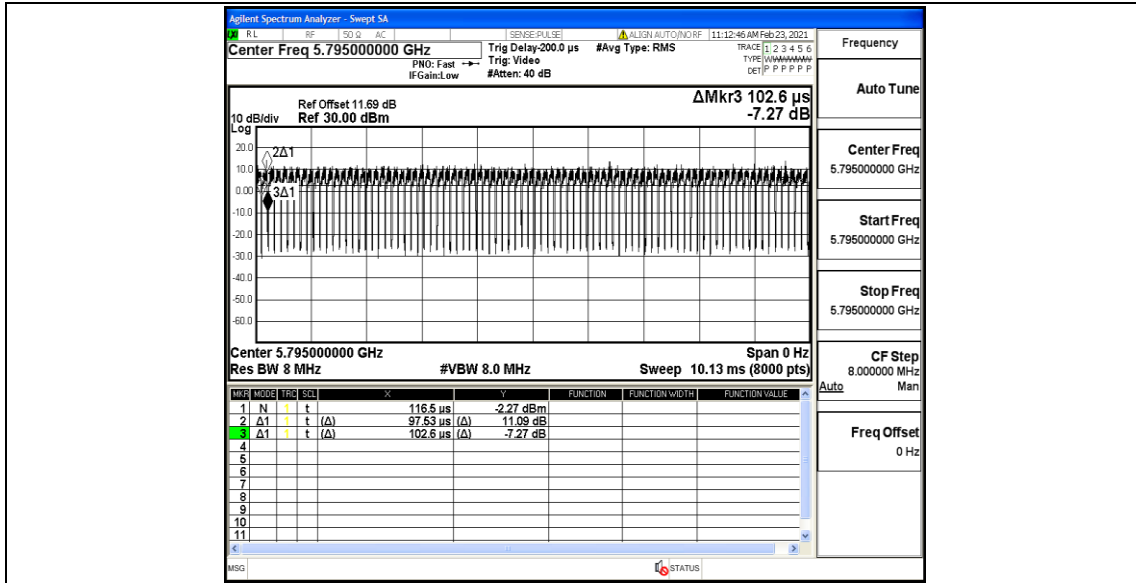 Agilent Spectrum Analyzer - Swept SA
RL RF 50 Ω AC SENSE:PULSE ALIGN AUTO/NO RF 11:12:46 AM Feb 23, 2021
Center Freq 5.795000000 GHz
PNO: Fast
IFGain:Low
Trig Delay-200.0 µs
Trig: Video
#Atten: 40 dB
#Avg Type: RMS
TRACE 1 2 3 4 5 6
TYPE WWWWWW
DET P P P P P P
Frequency
Auto Tune
Center Freq
5.795000000 GHz
Start Freq
5.795000000 GHz
Stop Freq
5.795000000 GHz
CF Step
8.000000 MHz
Auto Man
Freq Offset
0 Hz
ΔMkr3 102.6 µs
-7.27 dB
Ref Offset 11.69 dB
10 dB/div Ref 30.00 dBm
Log
20.0
10.0
0.00
-10.0
-20.0
-30.0
-40.0
-50.0
-60.0
2Δ1
3Δ1
Center 5.795000000 GHz Span 0 Hz
Res BW 8 MHz #VBW 8.0 MHz Sweep 10.13 ms (8000 pts)
MKR MODE TRC SCL X Y FUNCTION FUNCTION WIDTH FUNCTION VALUE
1 N 1 t 116.5 µs -2.27 dBm
2 Δ1 1 t (Δ) 97.53 µs (Δ) 11.09 dB
3 Δ1 1 t (Δ) 102.6 µs (Δ) -7.27 dB
4
5
6
7
8
9
10
11
MSG STATUS